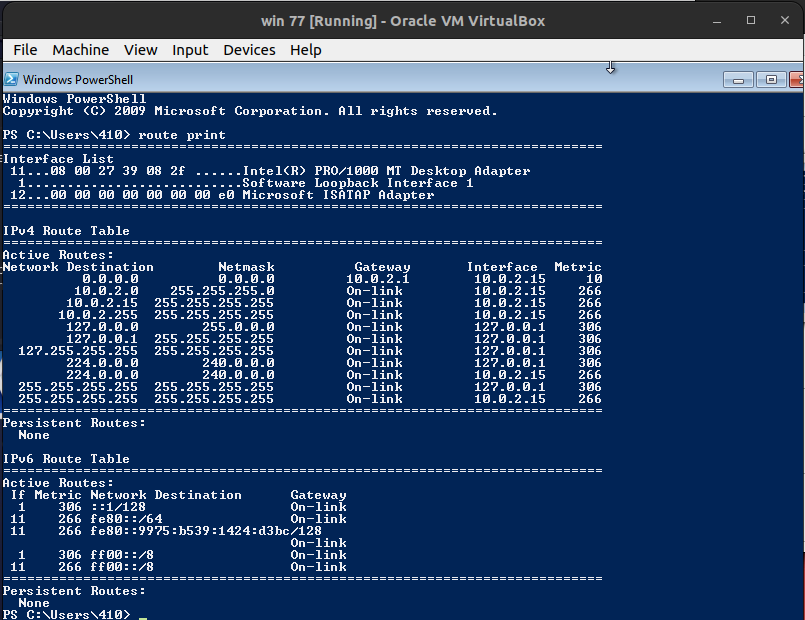 win 77 [Running] - Oracle VM VirtualBox
File Machine View Input Devices Help
Windows PowerShell
Windows PowerShell
Copyright (C) 2009 Microsoft Corporation. All rights reserved.
PS C:\Users\410> route print
===========================================================================
Interface List
11...08 00 27 39 08 2f ......Intel(R) PRO/1000 MT Desktop Adapter
1...........................Software Loopback Interface 1
12...00 00 00 00 00 00 00 e0 Microsoft ISATAP Adapter
===========================================================================
IPv4 Route Table
===========================================================================
Active Routes:
Network Destination Netmask Gateway Interface Metric
0.0.0.0 0.0.0.0 10.0.2.1 10.0.2.15 10
10.0.2.0 255.255.255.0 On-link 10.0.2.15 266
10.0.2.15 255.255.255.255 On-link 10.0.2.15 266
10.0.2.255 255.255.255.255 On-link 10.0.2.15 266
127.0.0.0 255.0.0.0 On-link 127.0.0.1 306
127.0.0.1 255.255.255.255 On-link 127.0.0.1 306
127.255.255.255 255.255.255.255 On-link 127.0.0.1 306
224.0.0.0 240.0.0.0 On-link 127.0.0.1 306
224.0.0.0 240.0.0.0 On-link 10.0.2.15 266
255.255.255.255 255.255.255.255 On-link 127.0.0.1 306
255.255.255.255 255.255.255.255 On-link 10.0.2.15 266
===========================================================================
Persistent Routes:
None
IPv6 Route Table
===========================================================================
Active Routes:
If Metric Network Destination Gateway
1 306 ::1/128 On-link
11 266 fe80::/64 On-link
11 266 fe80::9975:b539:1424:d3bc/128
On-link
1 306 ff00::/8 On-link
11 266 ff00::/8 On-link
===========================================================================
Persistent Routes:
None
PS C:\Users\410> _